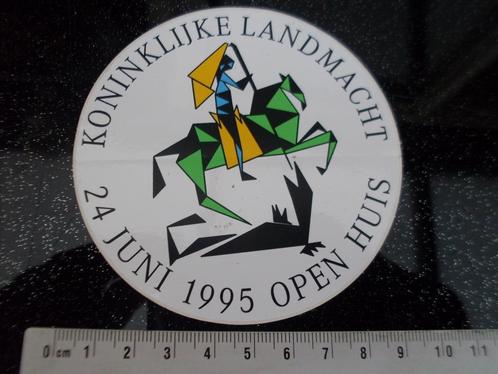 KONINKLIJKE LANDMACHT
24 JUNI 1995 OPEN HUIS
0 cm 1 2 3 4 5 6 7 8 9 10 11